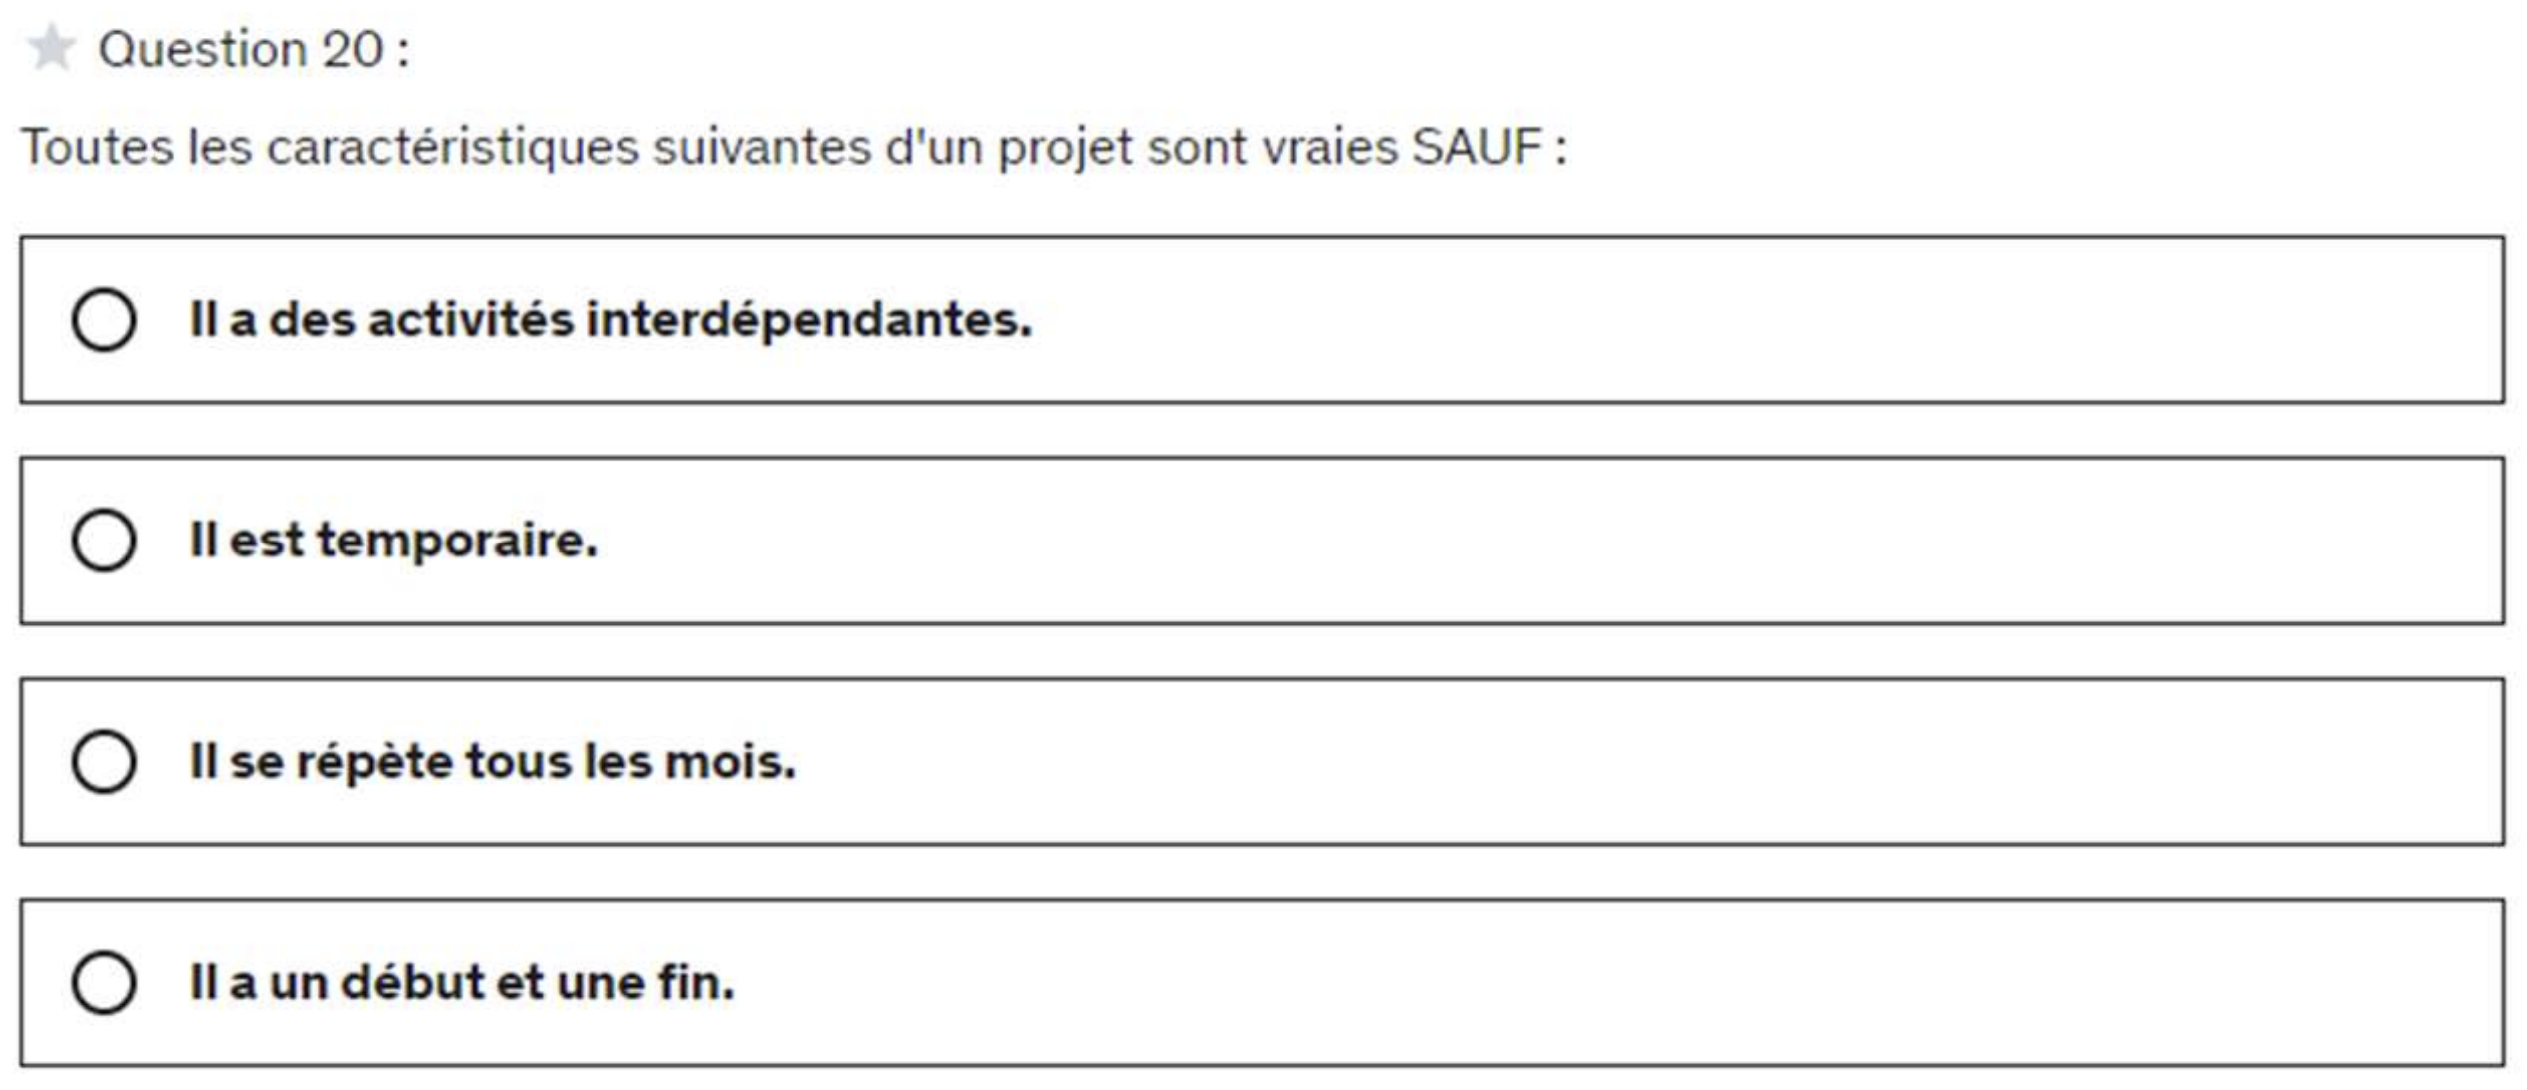 Question 20 :
Toutes les caractéristiques suivantes d'un projet sont vraies SAUF :
Il a des activités interdépendantes.
Il est temporaire.
Il se répète tous les mois.
Il a un début et une fin.